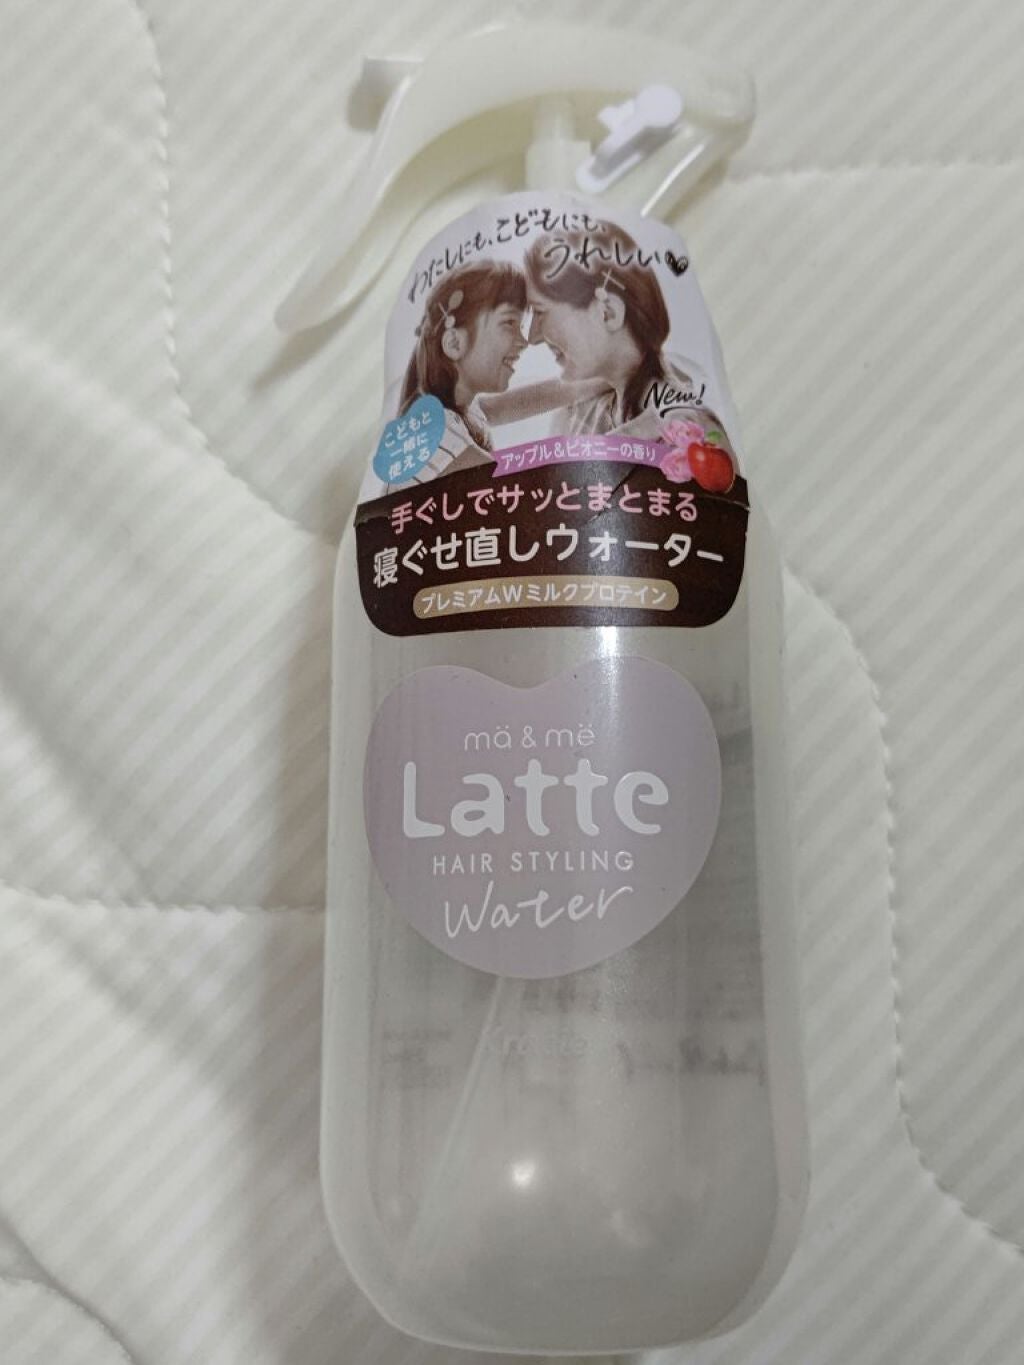 わたしにも、こどもにも、
うれしい♥
New!
こどもと
一緒に
使える
アップル&ピオニーの香り
手ぐしでサッとまとまる
寝ぐせ直しウォーター
プレミアムWミルクプロテイン
mä & më
Latte
HAIR STYLING
Water